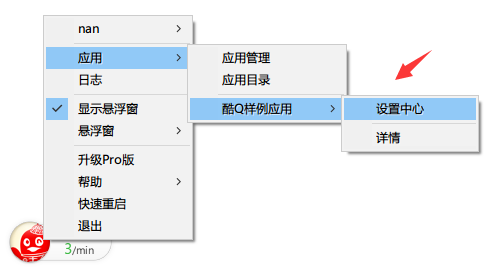 nan
应用
日志
显示悬浮窗
悬浮窗
升级Pro版
帮助
快速重启
退出
3/min
应用管理
应用目录
酷Q样例应用
设置中心
详情